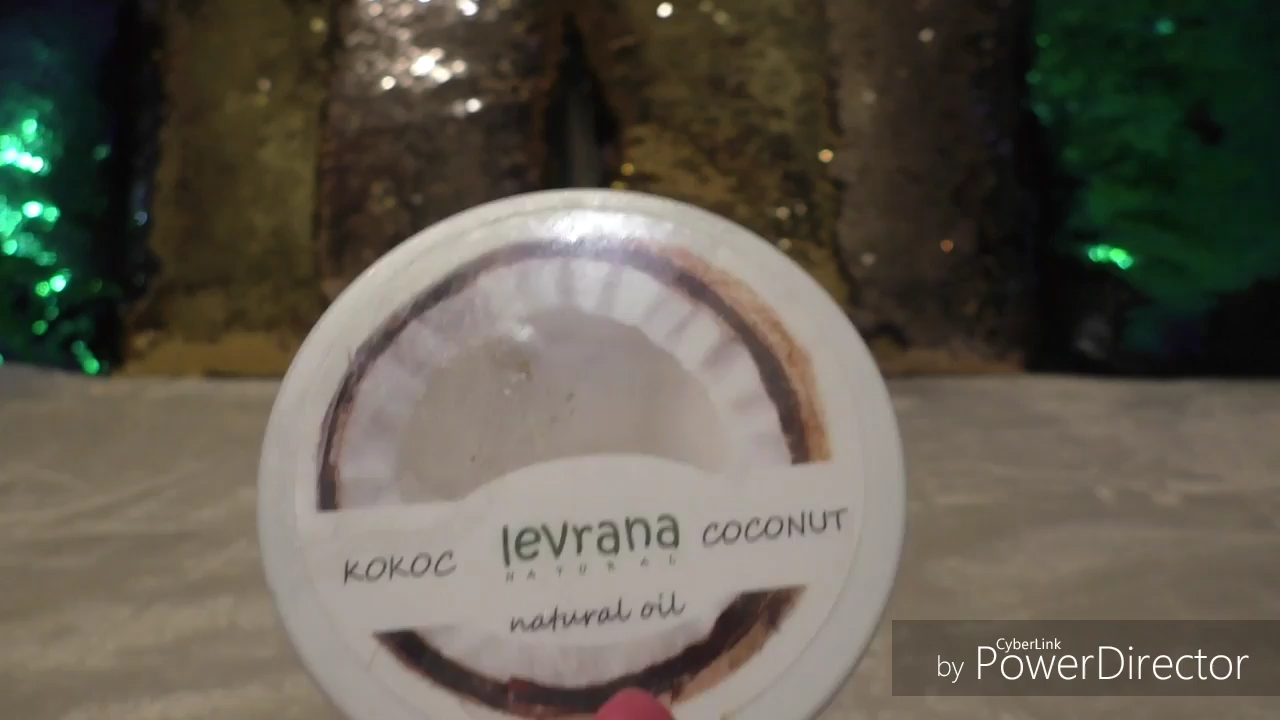 КОКОС levrana COCONUT
NATURAL
natural oil
CyberLink
by PowerDirector